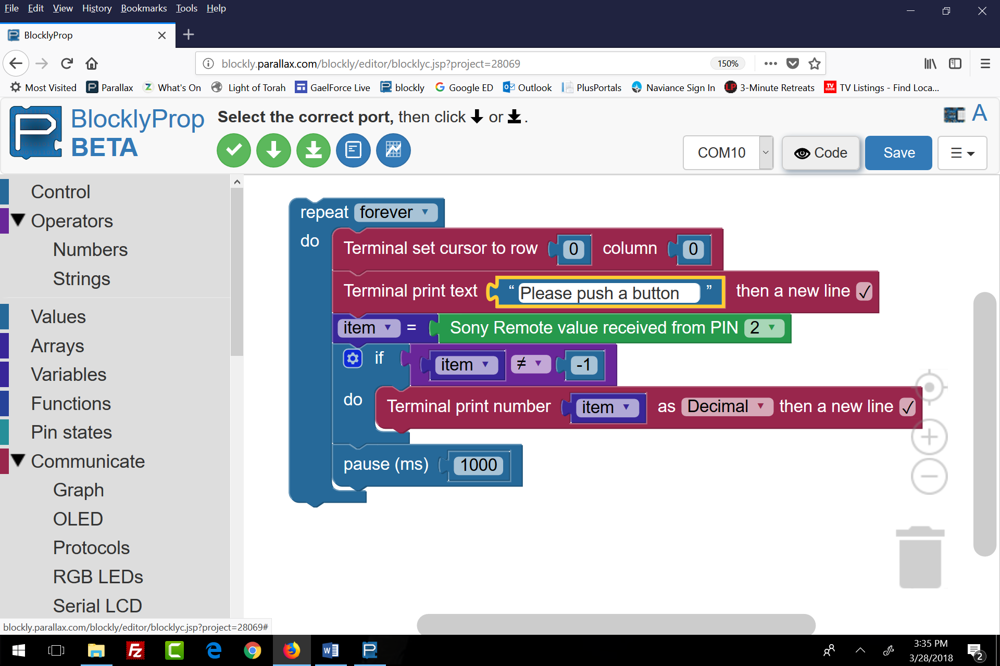 File Edit View History Bookmarks Tools Help
BlocklyProp
blockly.parallax.com/blockly/editor/blocklyc.jsp?project=28069 150%
Most Visited Parallax What's On Light of Torah GaelForce Live blockly Google ED Outlook PlusPortals Naviance Sign In 3-Minute Retreats TV Listings - Find Loca...
BlocklyProp
BETA
Select the correct port, then click or .
A
COM10 Code Save
Control
Operators
Numbers
Strings
Values
Arrays
Variables
Functions
Pin states
Communicate
Graph
OLED
Protocols
RGB LEDs
Serial LCD
repeat forever
do
Terminal set cursor to row 0 column 0
Terminal print text “ Please push a button ” then a new line ✓
item = Sony Remote value received from PIN 2
if item ≠ -1
do Terminal print number item as Decimal then a new line ✓
pause (ms) 1000
blockly.parallax.com/blockly/editor/blocklyc.jsp?project=28069#
3:35 PM
3/28/2018
2